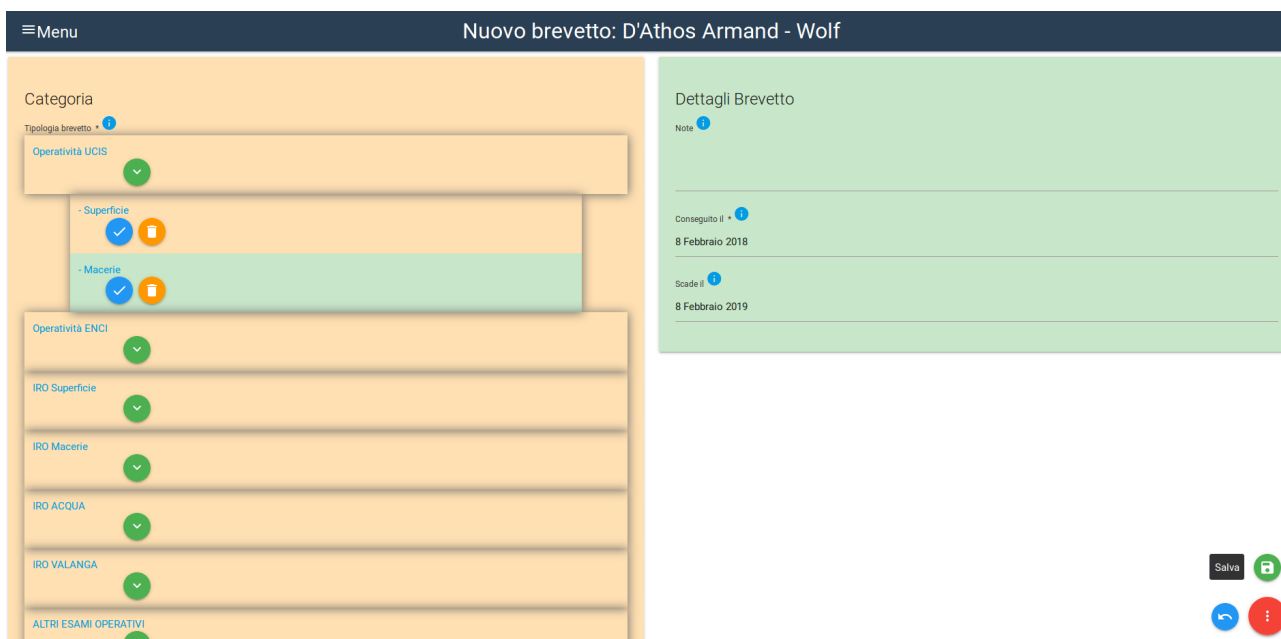 Menu
Nuovo brevetto: D'Athos Armand - Wolf
Categoria
Tipologia brevetto *
Operatività UCIS
- Superficie
- Macerie
Operatività ENCI
IRO Superficie
IRO Macerie
IRO ACQUA
IRO VALANGA
ALTRI ESAMI OPERATIVI
Dettagli Brevetto
Note
Conseguito il *
8 Febbraio 2018
Scade il
8 Febbraio 2019
Salva